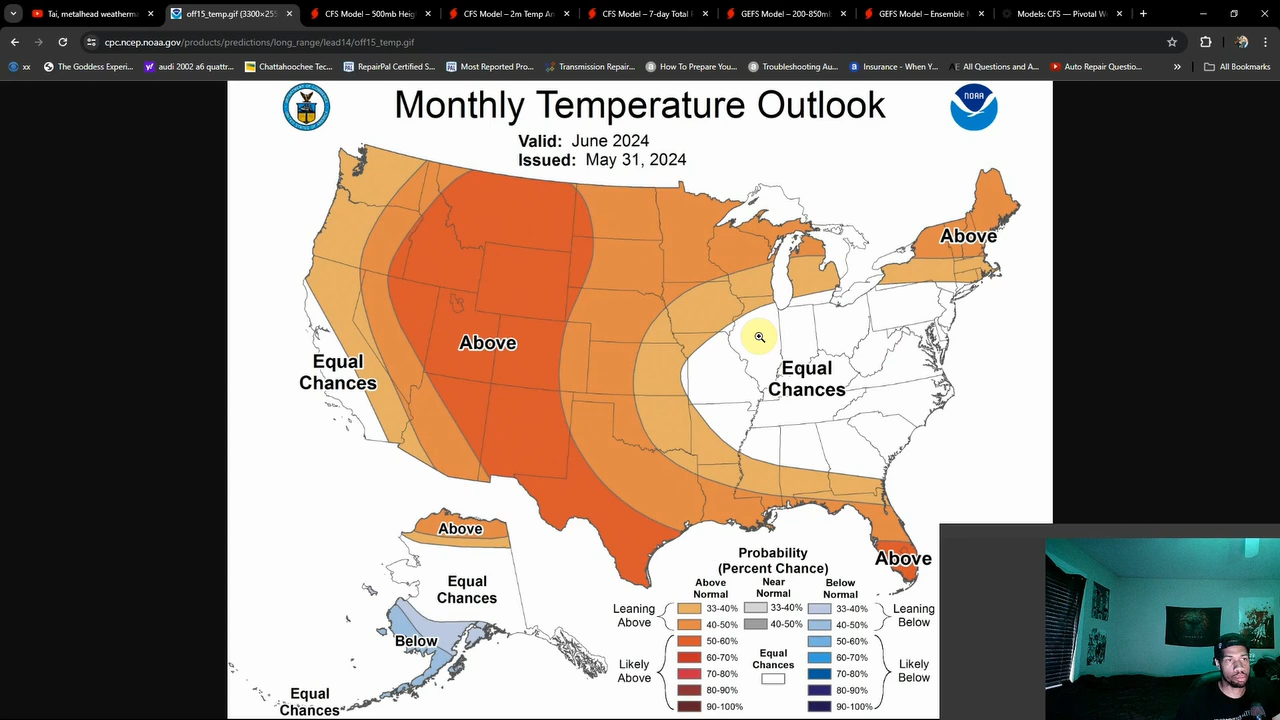 Tai, metalhead weatherma
off15_temp.gif (3300×255
CFS Model – 500mb Heig
CFS Model – 2m Temp An
CFS Model – 7-day Total
GEFS Model – 200-850ml
GEFS Model – Ensemble
Models: CFS — Pivotal W
cpc.ncep.noaa.gov/products/predictions/long_range/lead14/off15_temp.gif
xx
The Goddess Experi...
audi 2002 a6 quattr...
Chattahoochee Tec...
RepairPal Certified S...
Most Reported Pro...
Transmission Repair...
How To Prepare You...
Troubleshooting Au...
Insurance - When Y...
All Questions and A...
Auto Repair Questio...
All Bookmarks
Monthly Temperature Outlook
NOAA
Valid: June 2024
Issued: May 31, 2024
Above
Above
Equal
Chances
Equal
Chances
Above
Equal
Chances
Below
Equal
Chances
Above
Probability
(Percent Chance)
Above
Normal
Near
Normal
Below
Normal
Leaning
Above
33-40%
40-50%
33-40%
40-50%
33-40%
40-50%
Leaning
Below
Likely
Above
50-60%
60-70%
70-80%
80-90%
90-100%
Equal
Chances
50-60%
60-70%
70-80%
80-90%
90-100%
Likely
Below